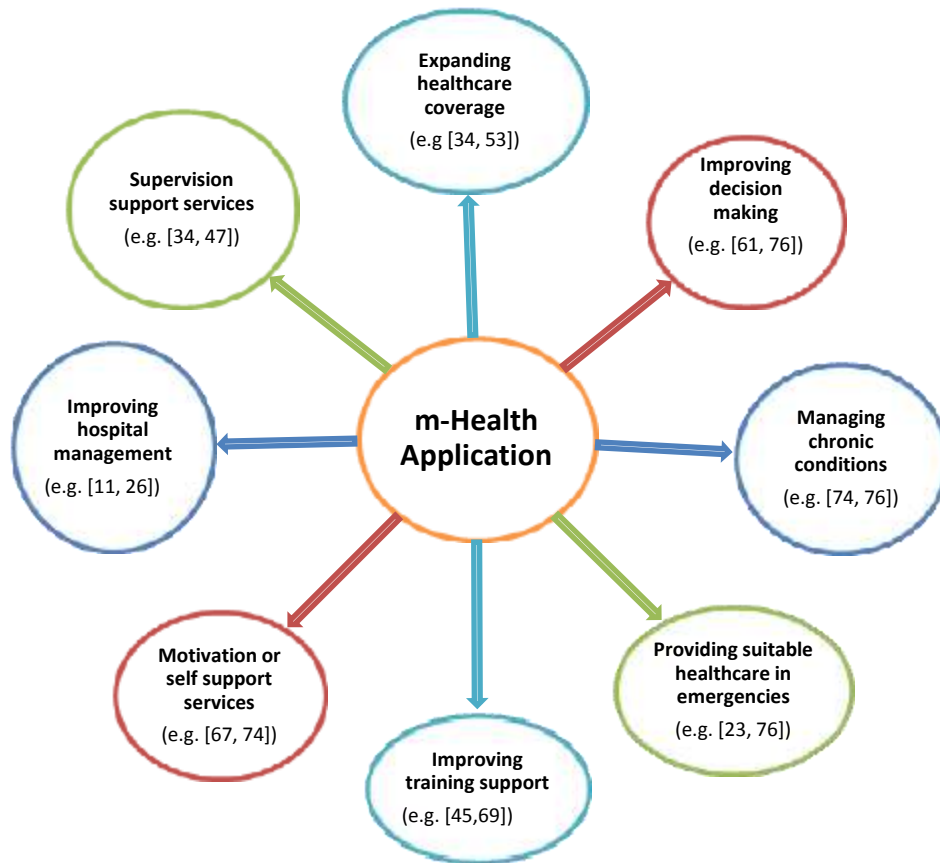 Expanding
healthcare
coverage
(e.g [34, 53])
Improving
decision
making
(e.g. [61, 76])
Supervision
support services
(e.g. [34, 47])
m-Health
Application
Managing
chronic
conditions
(e.g. [74, 76])
Improving
hospital
management
(e.g. [11, 26])
Providing suitable
healthcare in
emergencies
(e.g. [23, 76])
Motivation or
self support
services
(e.g. [67, 74])
Improving
training support
(e.g. [45,69])